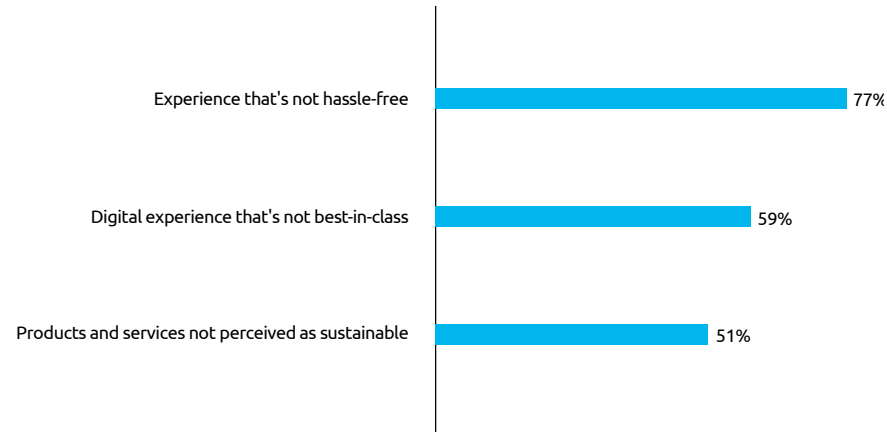 Experience that's not hassle-free 77%
Digital experience that's not best-in-class 59%
Products and services not perceived as sustainable 51%